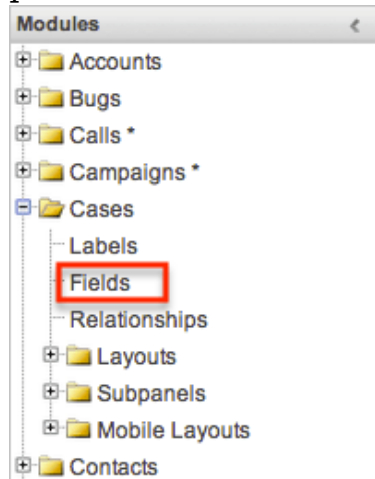 Modules <
Accounts
Bugs
Calls *
Campaigns *
Cases
Labels
Fields
Relationships
Layouts
Subpanels
Mobile Layouts
Contacts